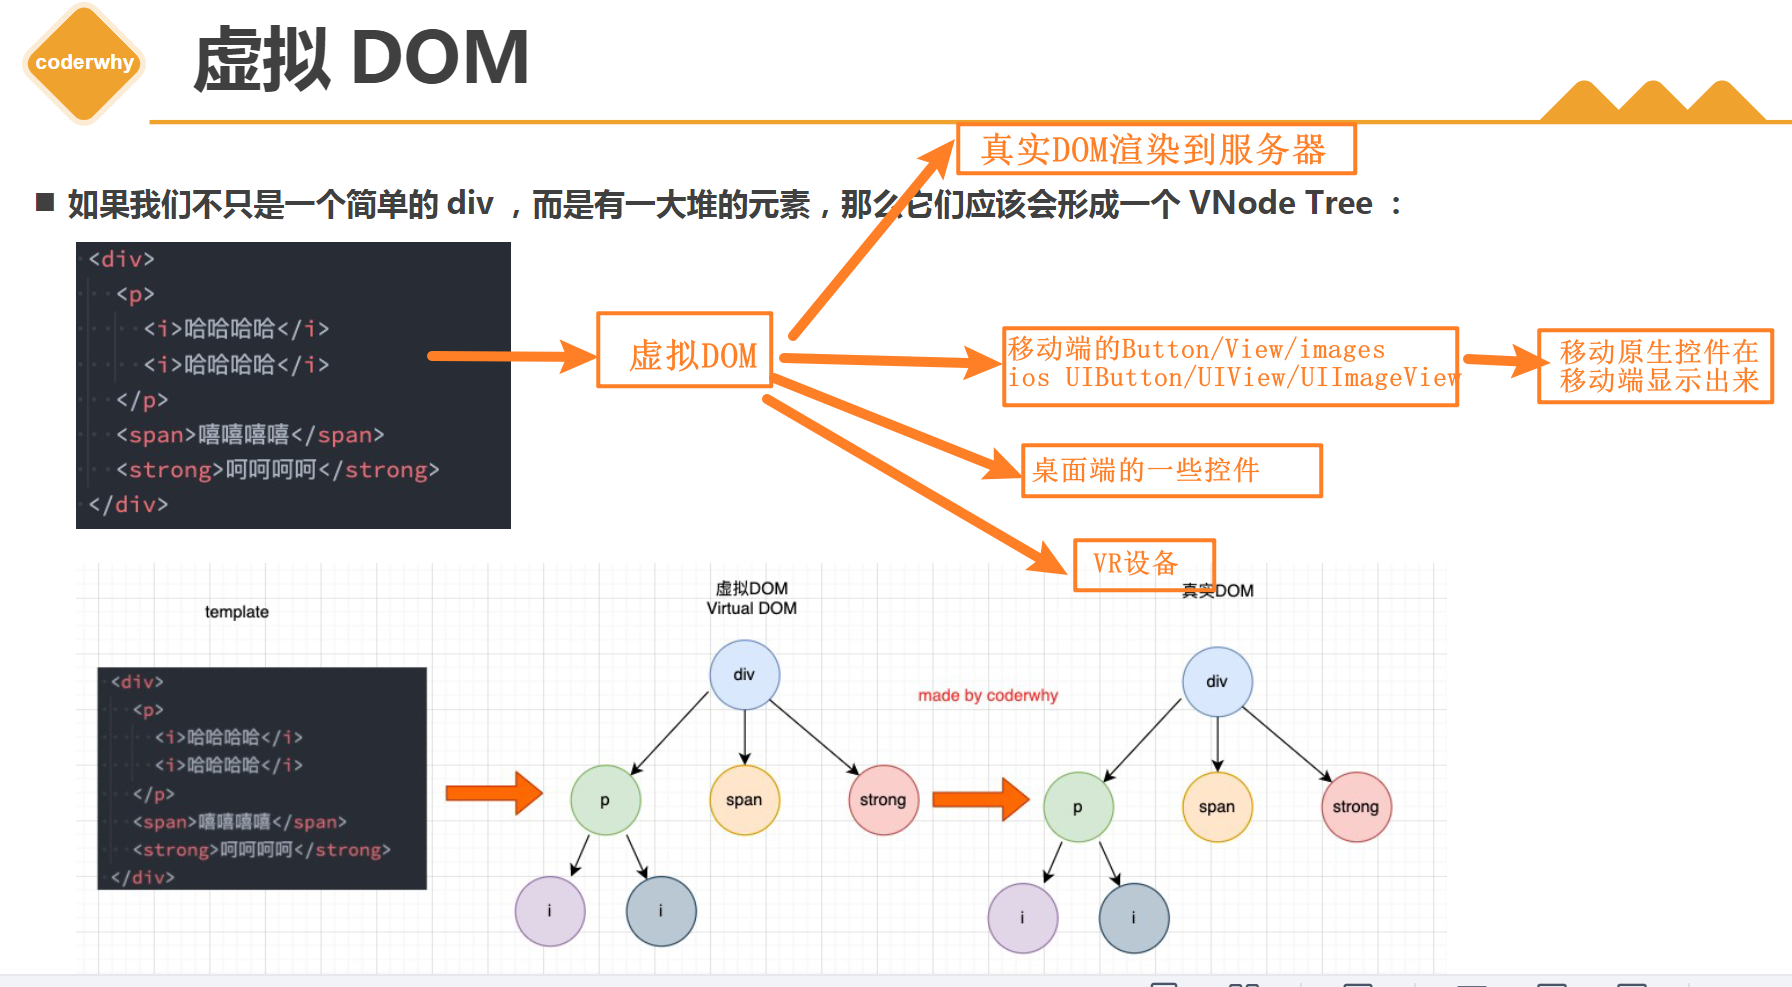 coderwhy
虚拟 DOM
真实DOM渲染到服务器
如果我们不只是一个简单的 div ，而是有一大堆的元素，那么它们应该会形成一个 VNode Tree ：
<div>
<p>
<i>哈哈哈哈</i>
<i>哈哈哈哈</i>
</p>
<span>嘻嘻嘻嘻</span>
<strong>呵呵呵呵</strong>
</div>
虚拟DOM
移动端的Button/View/images
ios UIButton/UIView/UIImageView
移动原生控件在
移动端显示出来
桌面端的一些控件
VR设备
template
<div>
<p>
<i>哈哈哈哈</i>
<i>哈哈哈哈</i>
</p>
<span>嘻嘻嘻嘻</span>
<strong>呵呵呵呵</strong>
</div>
虚拟DOM
Virtual DOM
div
p
span
strong
i
i
made by coderwhy
真实DOM
div
p
span
strong
i
i